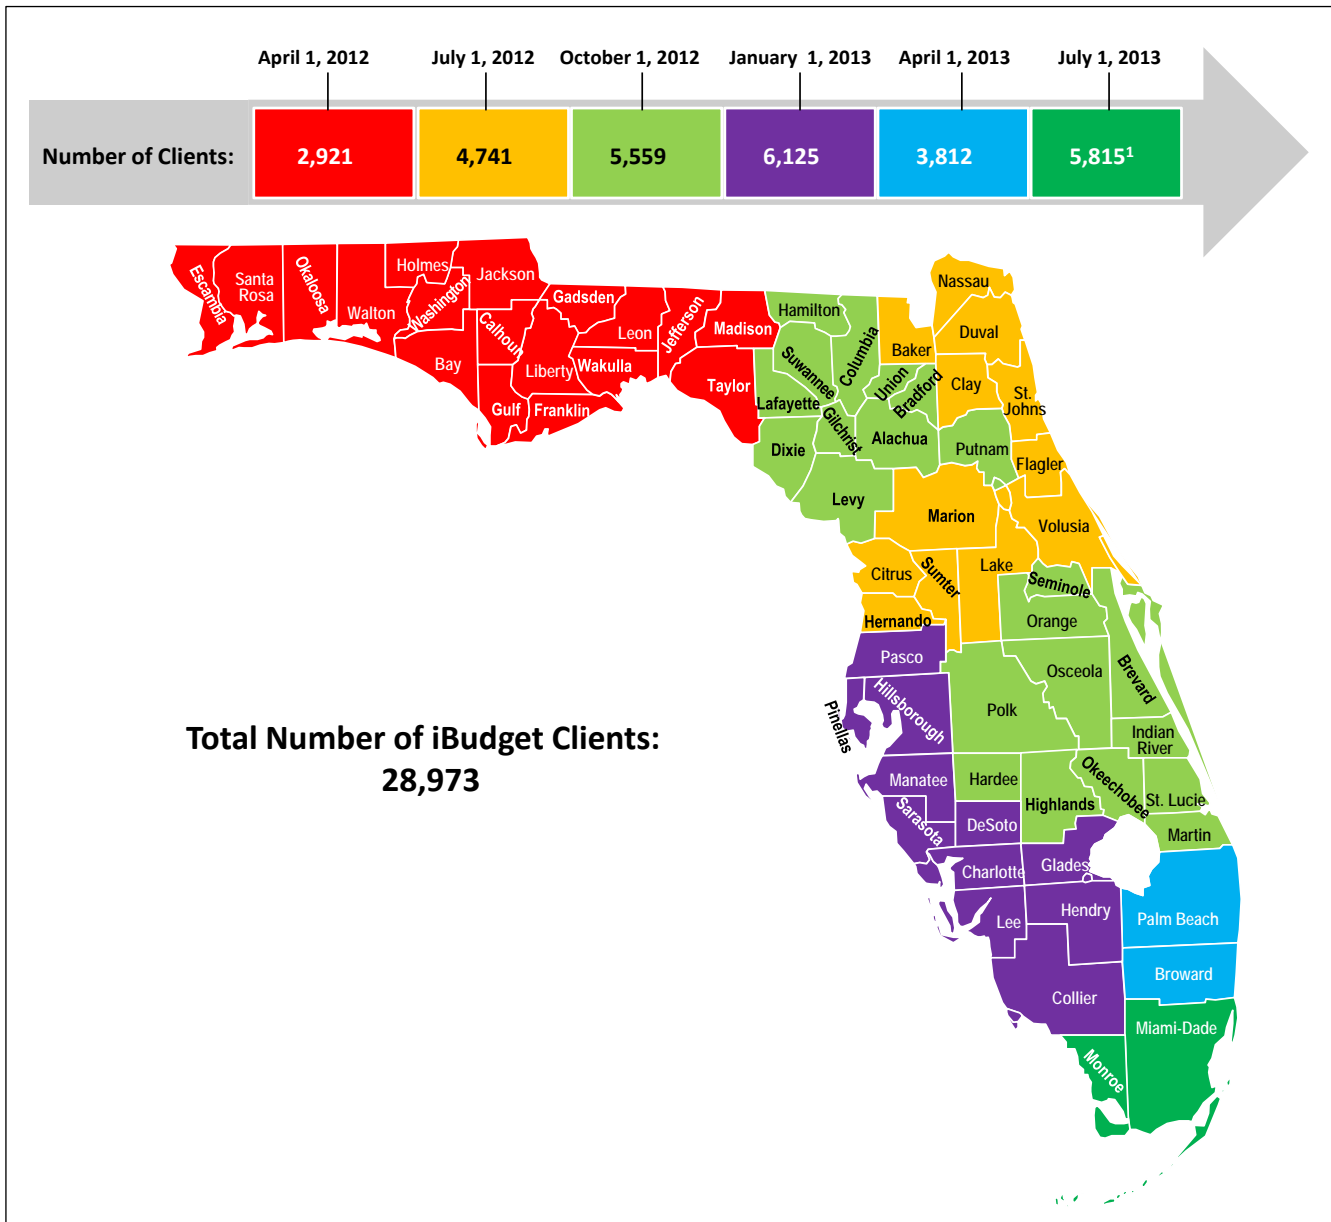 April 1, 2012
July 1, 2012
October 1, 2012
January 1, 2013
April 1, 2013
July 1, 2013
Number of Clients:
2,921
4,741
5,559
6,125
3,812
5,815¹
Escambia
Santa
Rosa
Okaloosa
Walton
Holmes
Washington
Jackson
Bay
Calhoun
Gulf
Liberty
Franklin
Gadsden
Leon
Wakulla
Jefferson
Madison
Taylor
Hamilton
Suwannee
Columbia
Lafayette
Dixie
Gilchrist
Union
Bradford
Alachua
Levy
Putnam
Nassau
Duval
Baker
Clay
St.
Johns
Flagler
Marion
Volusia
Citrus
Sumter
Lake
Hernando
Seminole
Orange
Osceola
Brevard
Polk
Indian
River
Hardee
Highlands
Okeechobee
St. Lucie
Martin
Pasco
Pinellas
Hillsborough
Manatee
Sarasota
DeSoto
Charlotte
Glades
Lee
Hendry
Collier
Palm Beach
Broward
Miami-Dade
Monroe
Total Number of iBudget Clients:
28,973